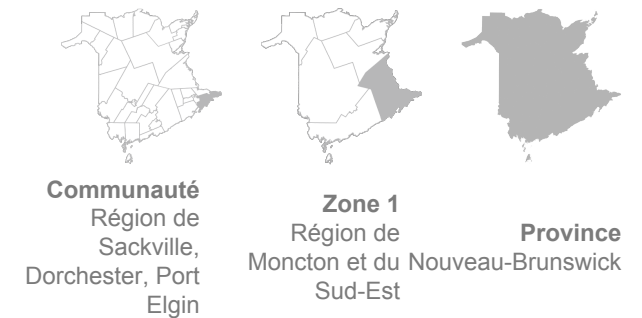 Communauté
Région de
Sackville,
Dorchester, Port
Elgin
Zone 1
Région de
Moncton et du
Sud-Est
Province
Nouveau-Brunswick